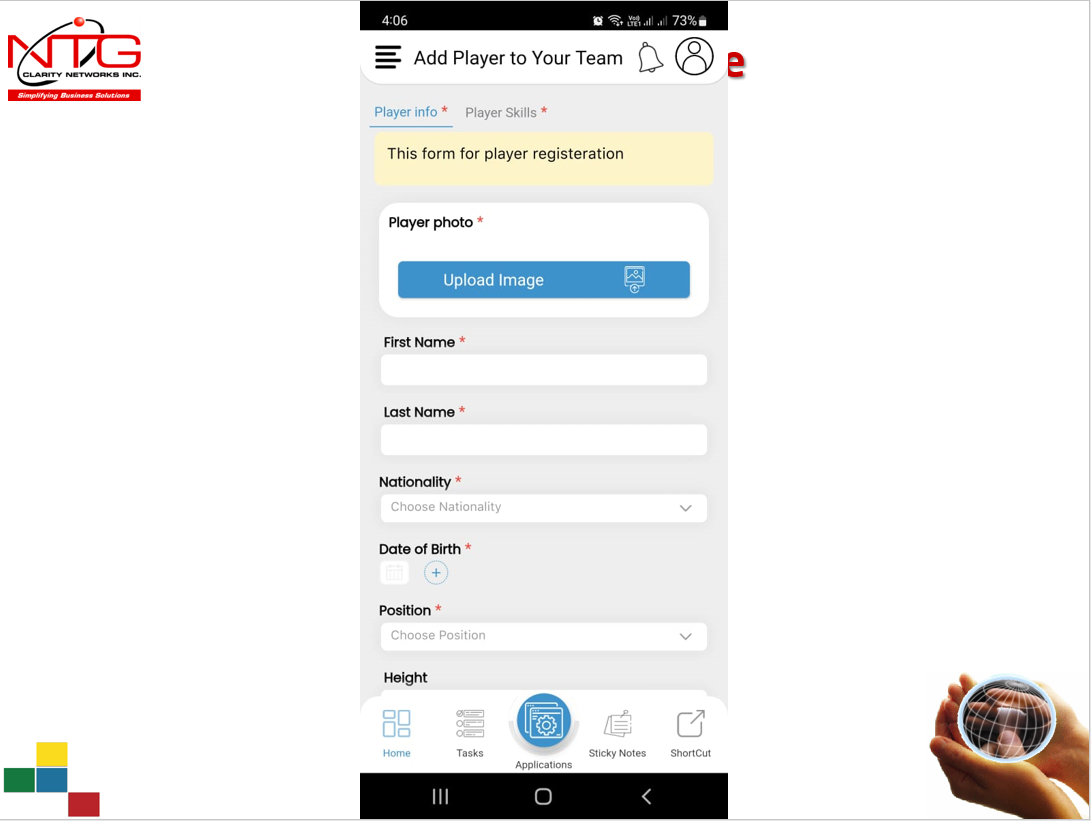 NTG
CLARITY NETWORKS INC.
Simplifying Business Solutions
4:06
Vo))
LTE1
73%
Add Player to Your Team
e
Player info *
Player Skills *
This form for player registeration
Player photo *
Upload Image
First Name *
Last Name *
Nationality *
Choose Nationality
Date of Birth *
Position *
Choose Position
Height
Home
Tasks
Applications
Sticky Notes
ShortCut